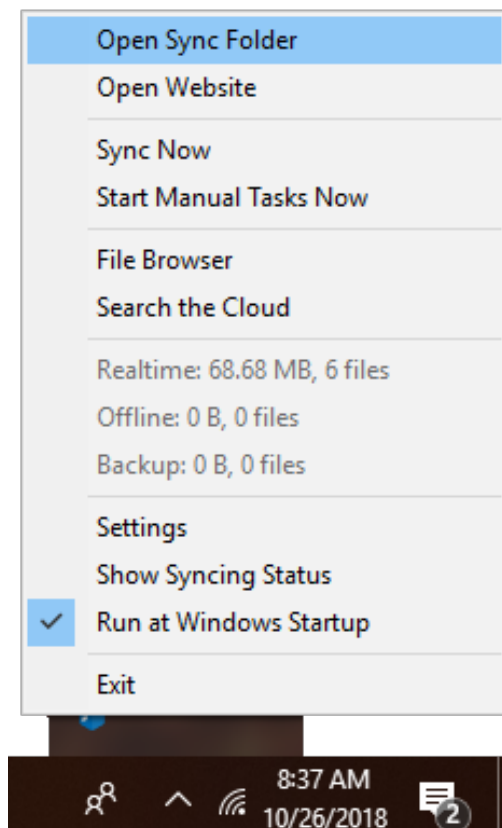 Open Sync Folder
Open Website
Sync Now
Start Manual Tasks Now
File Browser
Search the Cloud
Realtime: 68.68 MB, 6 files
Offline: 0 B, 0 files
Backup: 0 B, 0 files
Settings
Show Syncing Status
Run at Windows Startup
Exit
8:37 AM
10/26/2018
2